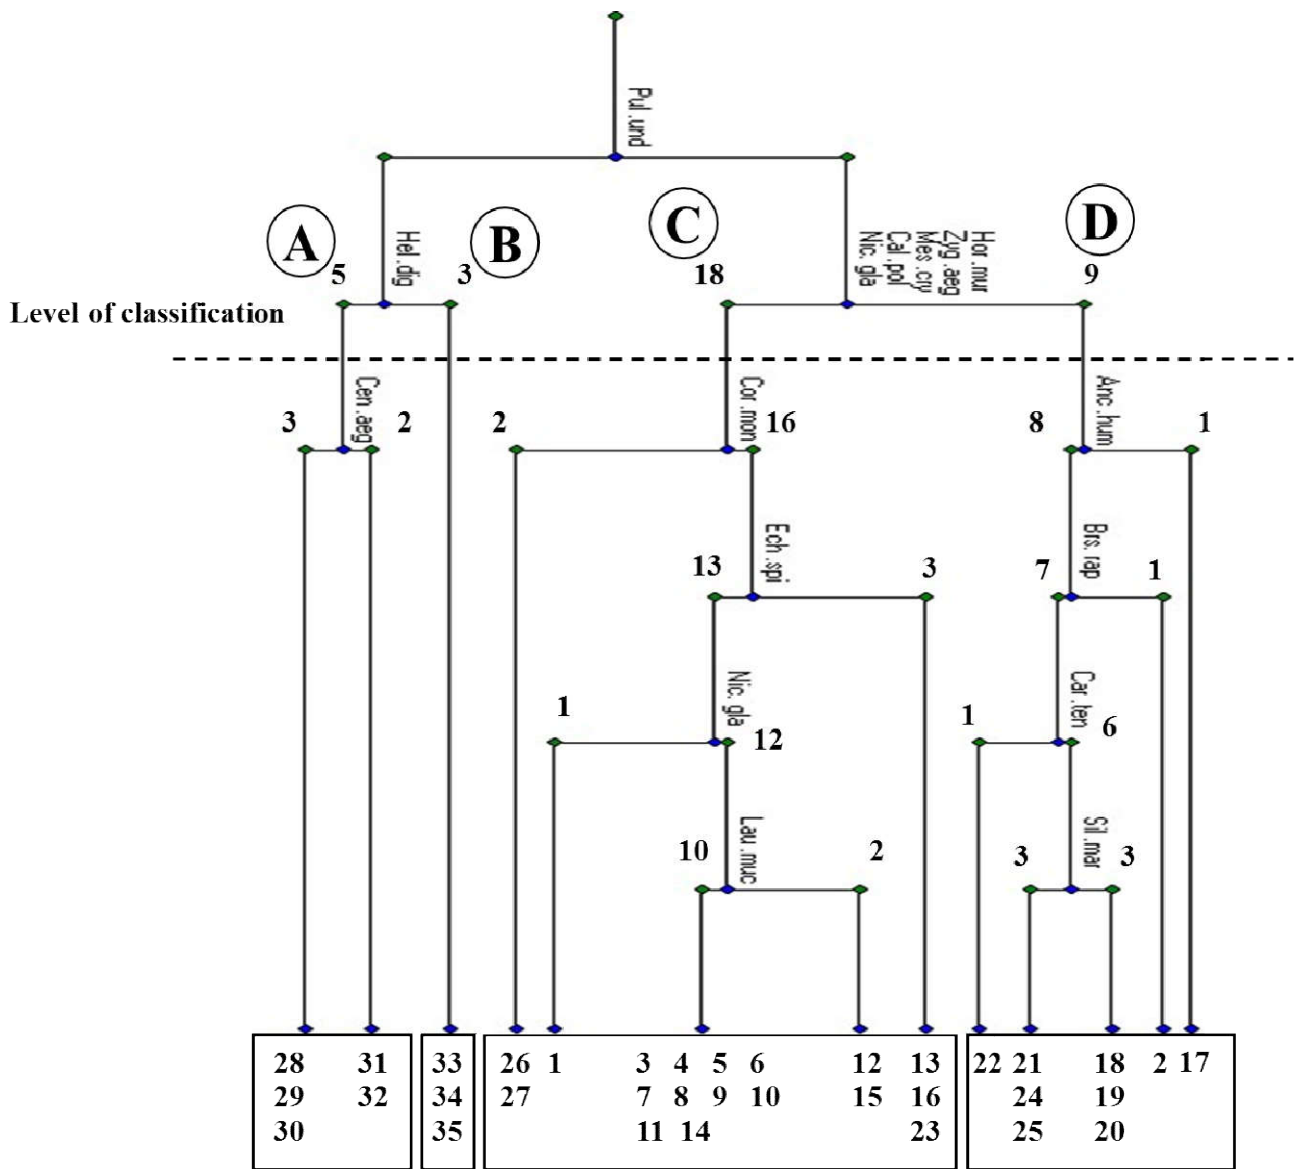 Pul.und
A
B
C
D
Hel.dig
Hor.mur
Zyg.aeg
Mes.cry
Cal.pol
Nic.gla
5
3
18
9
Level of classification
Cen.aeg
Cor.mon
Anc.hum
3
2
2
16
8
1
Ech.spi
Brs.rap
13
3
7
1
Nic.gla
Car.ten
1
12
1
6
Lau.muc
Sil.mar
10
2
3
3
28 31 33 26 1 3 4 5 6 12 13 22 21 18 2 17
29 32 34 27 7 8 9 10 15 16 24 19
30 35 11 14 23 25 20